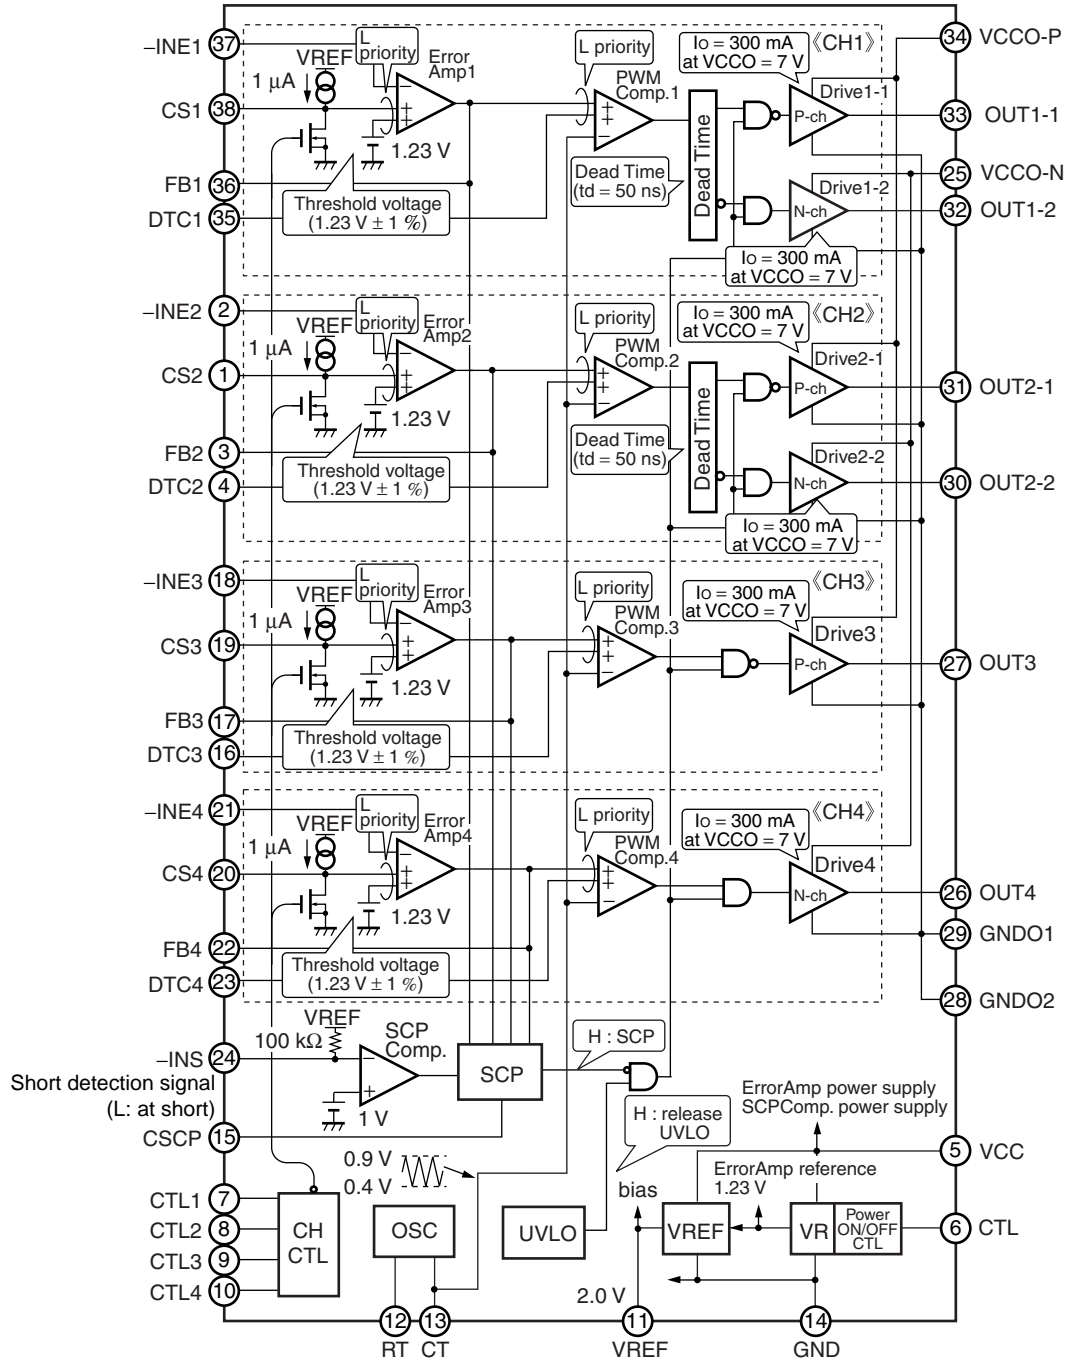 –INE1
37
VREF
1 µA
L
priority
Error
Amp1
L priority
PWM
Comp.1
IO = 300 mA
at VCCO = 7 V
《CH1》
34
VCCO-P
CS1
38
−
+
+
1.23 V
+
+
−
Dead Time
Drive1-1
P-ch
33
OUT1-1
FB1
36
Dead Time
(td = 50 ns)
25
VCCO-N
DTC1
35
Threshold voltage
(1.23 V ± 1 %)
Drive1-2
N-ch
32
OUT1-2
IO = 300 mA
at VCCO = 7 V
–INE2
2
VREF
1 µA
L
priority
Error
Amp2
L priority
PWM
Comp.2
IO = 300 mA
at VCCO = 7 V
《CH2》
CS2
1
−
+
+
1.23 V
+
+
−
Dead Time
Drive2-1
P-ch
31
OUT2-1
FB2
3
Dead Time
(td = 50 ns)
DTC2
4
Threshold voltage
(1.23 V ± 1 %)
Drive2-2
N-ch
30
OUT2-2
IO = 300 mA
at VCCO = 7 V
–INE3
18
VREF
1 µA
L
priority
Error
Amp3
L priority
PWM
Comp.3
IO = 300 mA
at VCCO = 7 V
《CH3》
CS3
19
−
+
+
1.23 V
+
+
−
Drive3
P-ch
27
OUT3
FB3
17
DTC3
16
Threshold voltage
(1.23 V ± 1 %)
–INE4
21
VREF
1 µA
L
priority
Error
Amp4
L priority
PWM
Comp.4
IO = 300 mA
at VCCO = 7 V
《CH4》
CS4
20
−
+
+
1.23 V
+
+
−
Drive4
N-ch
26
OUT4
FB4
22
29
GNDO1
DTC4
23
Threshold voltage
(1.23 V ± 1 %)
28
GNDO2
VREF
100 kΩ
SCP
Comp.
–INS
24
Short detection signal
(L: at short)
−
+
1 V
SCP
H : SCP
ErrorAmp power supply
SCPComp. power supply
CSCP
15
H : release
UVLO
5
VCC
0.9 V
0.4 V
bias
ErrorAmp reference
1.23 V
CTL1
7
CTL2
8
CTL3
9
CTL4
10
CH
CTL
OSC
UVLO
VREF
VR
Power
ON/OFF
CTL
6
CTL
2.0 V
12
RT
13
CT
11
VREF
14
GND